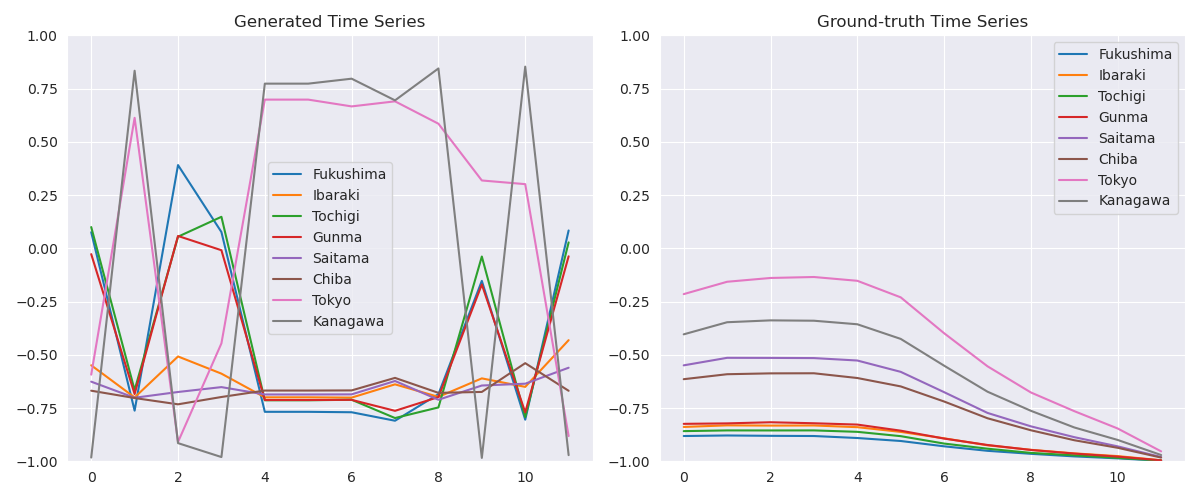 Generated Time Series
1.00
0.75
0.50
0.25
0.00
−0.25
−0.50
−0.75
−1.00
0 2 4 6 8 10
Fukushima
Ibaraki
Tochigi
Gunma
Saitama
Chiba
Tokyo
Kanagawa
Ground-truth Time Series
1.00
0.75
0.50
0.25
0.00
−0.25
−0.50
−0.75
−1.00
0 2 4 6 8 10
Fukushima
Ibaraki
Tochigi
Gunma
Saitama
Chiba
Tokyo
Kanagawa